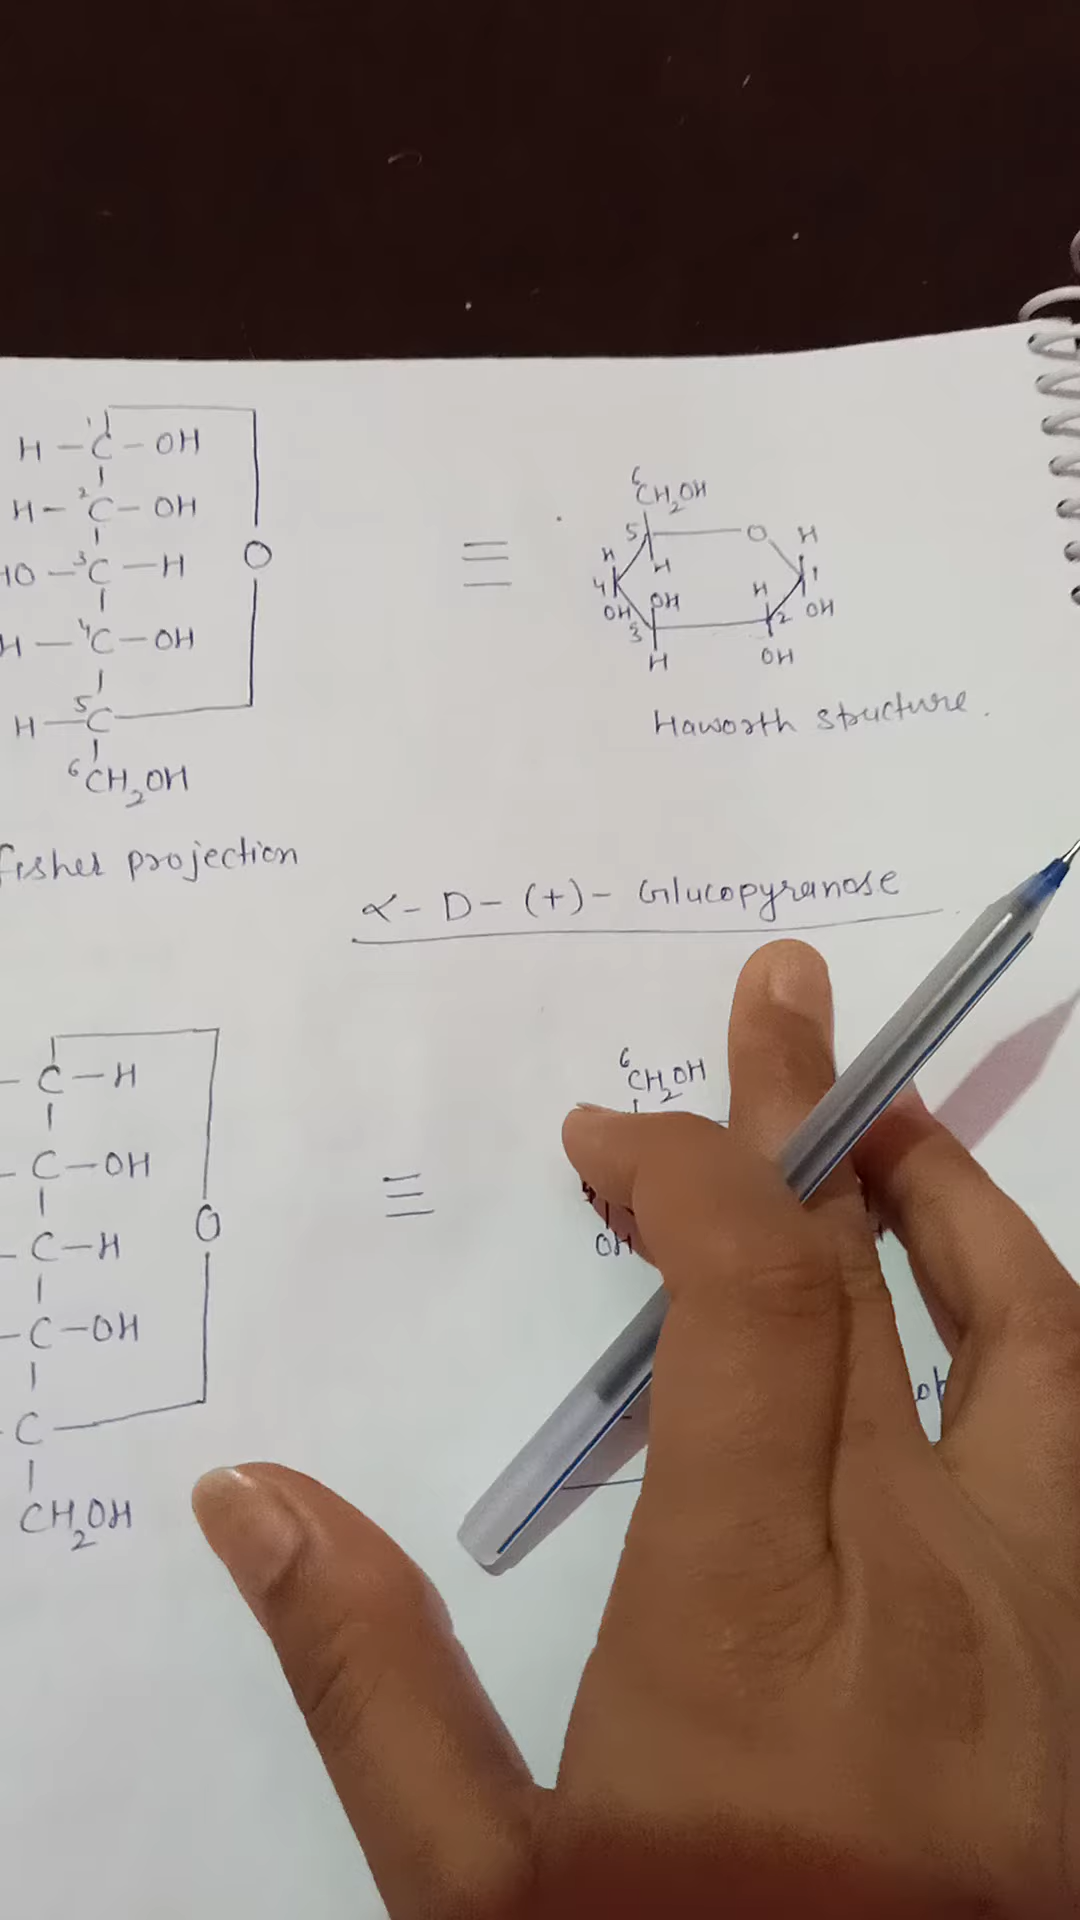 H-¹C-OH
H-²C-OH
HO-³C-H
O
H-⁴C-OH
H-⁵C
⁶CH₂OH
fisher projection
≡
⁶CH₂OH
5 O H
H H 1
4 OH H
OH 2 OH
3
H OH
Haworth structure.
α-D-(+)-Glucopyranose
-C-H
-C-OH
O
-C-H
-C-OH
-C
CH₂OH
≡
⁶CH₂OH
4
OH
H